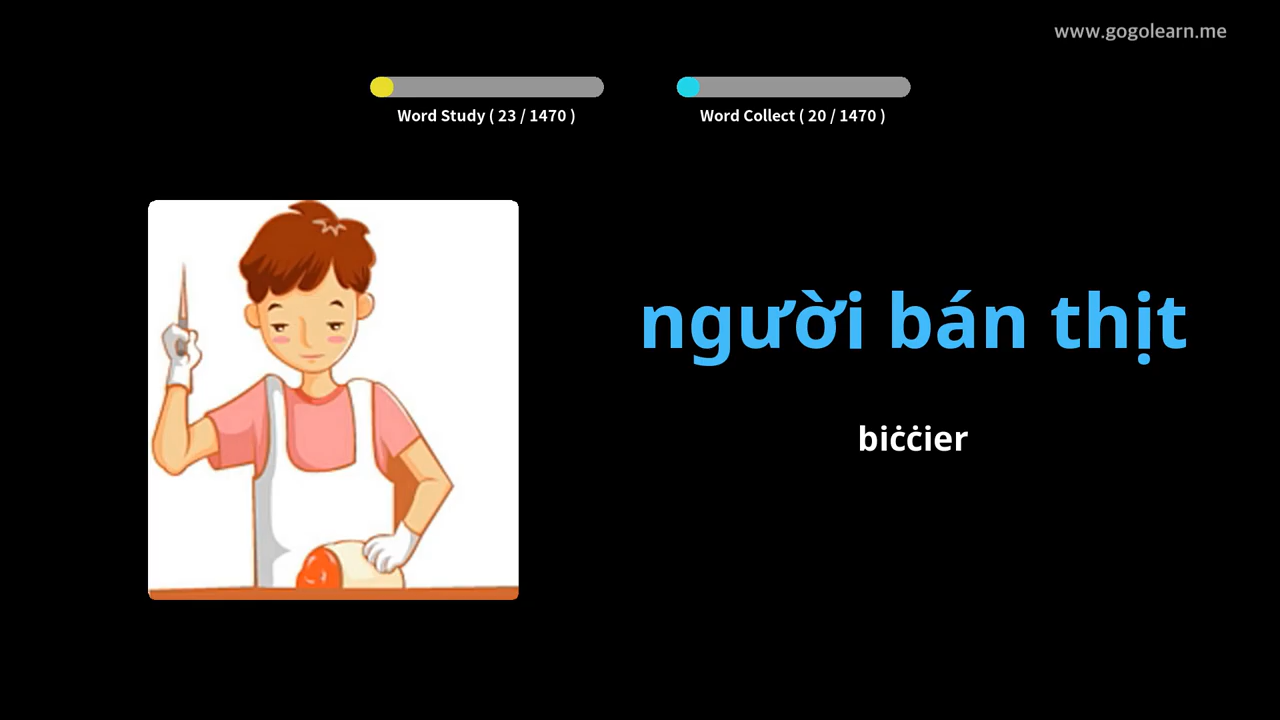 www.gogolearn.me
Word Study ( 23 / 1470 )
Word Collect ( 20 / 1470 )
người bán thịt
biċċier